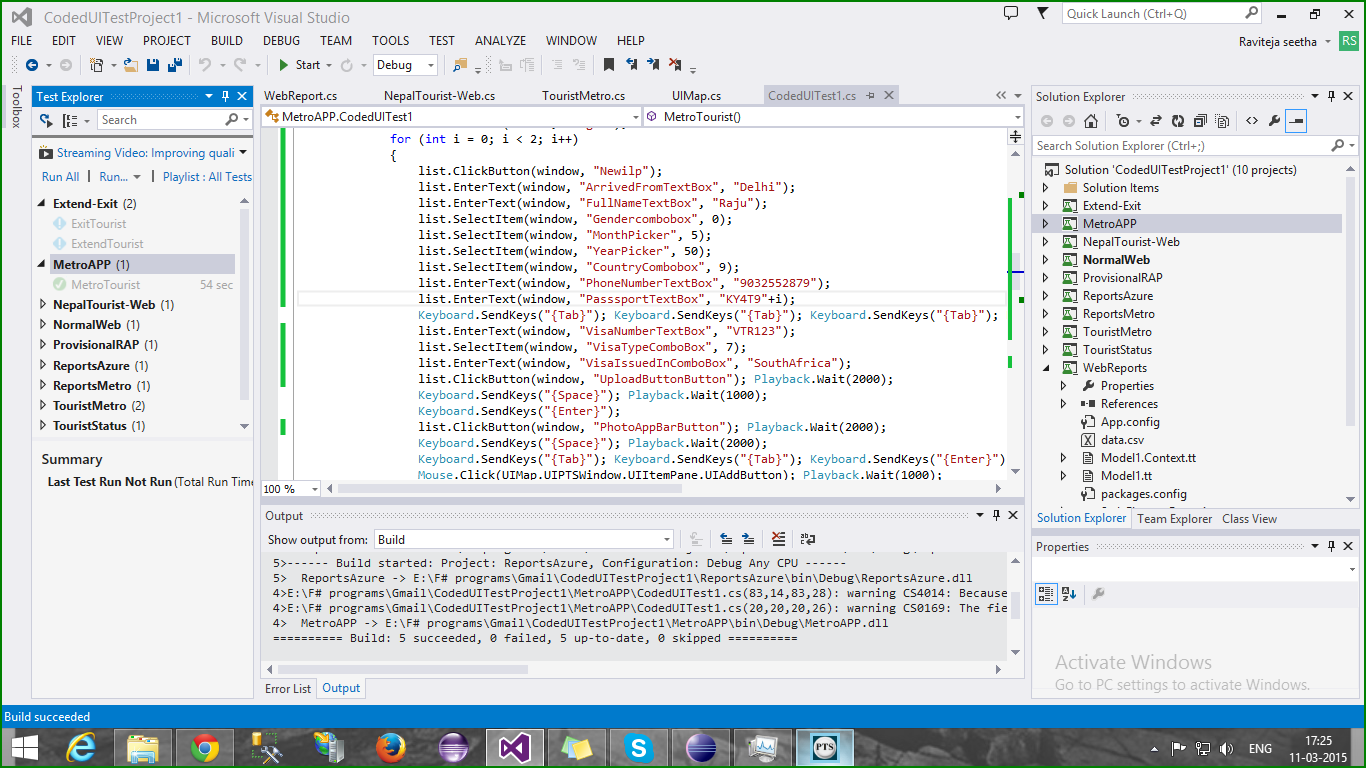 CodedUITestProject1 - Microsoft Visual Studio
Quick Launch (Ctrl+Q)
FILE EDIT VIEW PROJECT BUILD DEBUG TEAM TOOLS TEST ANALYZE WINDOW HELP
Raviteja seetha RS
Start Debug
Toolbox
Test Explorer
Search
Streaming Video: Improving quali
Run All Run... Playlist : All Tests
Extend-Exit (2)
ExitTourist
ExtendTourist
MetroAPP (1)
MetroTourist 54 sec
NepalTourist-Web (1)
NormalWeb (1)
ProvisionalRAP (1)
ReportsAzure (1)
ReportsMetro (1)
TouristMetro (2)
TouristStatus (1)
Summary
Last Test Run Not Run (Total Run Time
WebReport.cs NepalTourist-Web.cs TouristMetro.cs UIMap.cs CodedUITest1.cs
MetroAPP.CodedUITest1 MetroTourist()
for (int i = 0; i < 2; i++)
{
list.ClickButton(window, "Newilp");
list.EnterText(window, "ArrivedFromTextBox", "Delhi");
list.EnterText(window, "FullNameTextBox", "Raju");
list.SelectItem(window, "Gendercombobox", 0);
list.SelectItem(window, "MonthPicker", 5);
list.SelectItem(window, "YearPicker", 50);
list.SelectItem(window, "CountryCombobox", 9);
list.EnterText(window, "PhoneNumberTextBox", "9032552879");
list.EnterText(window, "PasssportTextBox", "KY4T9"+i);
Keyboard.SendKeys("{Tab}"); Keyboard.SendKeys("{Tab}"); Keyboard.SendKeys("{Tab}");
list.EnterText(window, "VisaNumberTextBox", "VTR123");
list.SelectItem(window, "VisaTypeComboBox", 7);
list.EnterText(window, "VisaIssuedInComboBox", "SouthAfrica");
list.ClickButton(window, "UploadButtonButton"); Playback.Wait(2000);
Keyboard.SendKeys("{Space}"); Playback.Wait(1000);
Keyboard.SendKeys("{Enter}");
list.ClickButton(window, "PhotoAppBarButton"); Playback.Wait(2000);
Keyboard.SendKeys("{Space}"); Playback.Wait(2000);
Keyboard.SendKeys("{Tab}"); Keyboard.SendKeys("{Tab}"); Keyboard.SendKeys("{Enter}")
Mouse.Click(UIMap.UIPTSWindow.UIItemPane.UIAddButton); Playback.Wait(1000);
100 %
Output
Show output from: Build
5>------ Build started: Project: ReportsAzure, Configuration: Debug Any CPU ------
5> ReportsAzure -> E:\F# programs\Gmail\CodedUITestProject1\ReportsAzure\bin\Debug\ReportsAzure.dll
4>E:\F# programs\Gmail\CodedUITestProject1\MetroAPP\CodedUITest1.cs(83,14,83,28): warning CS4014: Because
4>E:\F# programs\Gmail\CodedUITestProject1\MetroAPP\CodedUITest1.cs(20,20,20,26): warning CS0169: The fie
4> MetroAPP -> E:\F# programs\Gmail\CodedUITestProject1\MetroAPP\bin\Debug\MetroAPP.dll
========== Build: 5 succeeded, 0 failed, 5 up-to-date, 0 skipped ==========
Error List Output
Solution Explorer
Search Solution Explorer (Ctrl+;)
Solution 'CodedUITestProject1' (10 projects)
Solution Items
Extend-Exit
MetroAPP
NepalTourist-Web
NormalWeb
ProvisionalRAP
ReportsAzure
ReportsMetro
TouristMetro
TouristStatus
WebReports
Properties
References
App.config
data.csv
Model1.Context.tt
Model1.tt
packages.config
Solution Explorer Team Explorer Class View
Properties
Activate Windows
Go to PC settings to activate Windows.
Build succeeded
PTS
ENG
17:25
11-03-2015